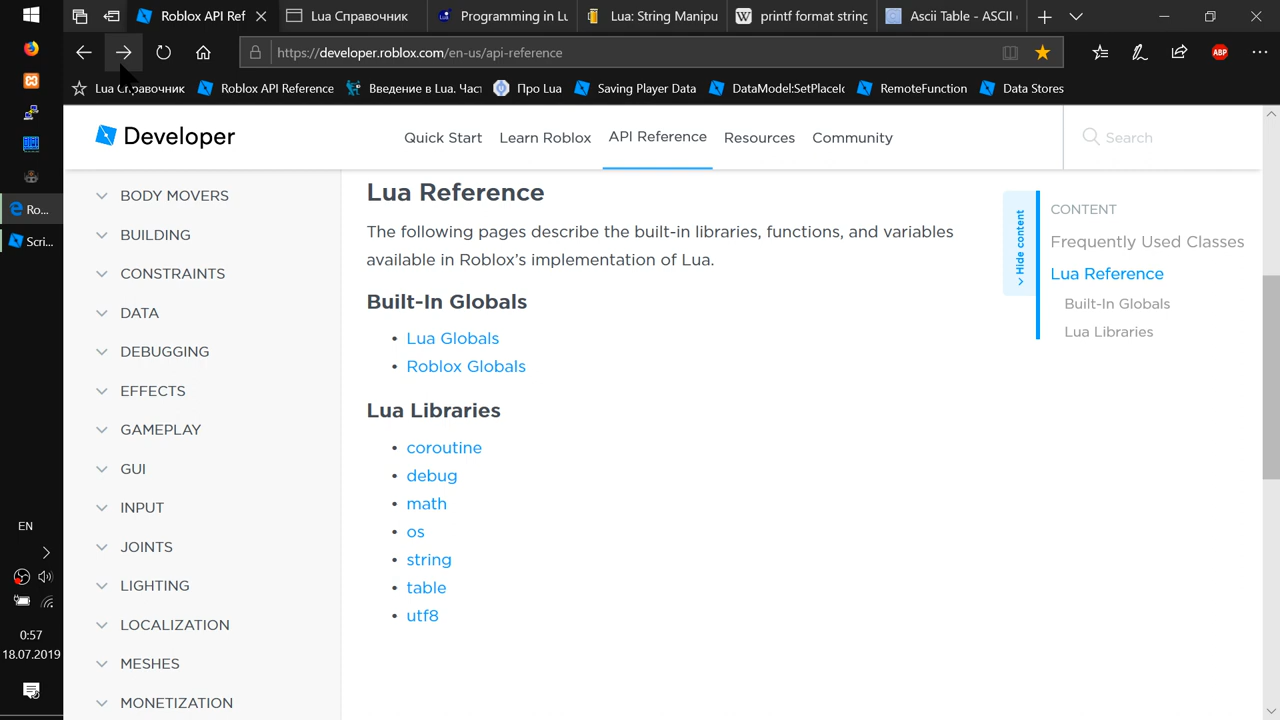 Roblox API Ref
Lua Справочник
Programming in Lu
Lua: String Manipu
printf format string
Ascii Table - ASCII
https://developer.roblox.com/en-us/api-reference
ABP
Lua Справочник
Roblox API Reference
Введение в Lua. Част
Про Lua
Saving Player Data
DataModel:SetPlaceId
RemoteFunction
Data Stores
Developer
Quick Start
Learn Roblox
API Reference
Resources
Community
Search
BODY MOVERS
BUILDING
CONSTRAINTS
DATA
DEBUGGING
EFFECTS
GAMEPLAY
GUI
INPUT
JOINTS
LIGHTING
LOCALIZATION
MESHES
MONETIZATION
Lua Reference
The following pages describe the built-in libraries, functions, and variables
available in Roblox's implementation of Lua.
Built-In Globals
• Lua Globals
• Roblox Globals
Lua Libraries
• coroutine
• debug
• math
• os
• string
• table
• utf8
Hide content
CONTENT
Frequently Used Classes
Lua Reference
Built-In Globals
Lua Libraries
Ro...
Scri...
EN
0:57
18.07.2019